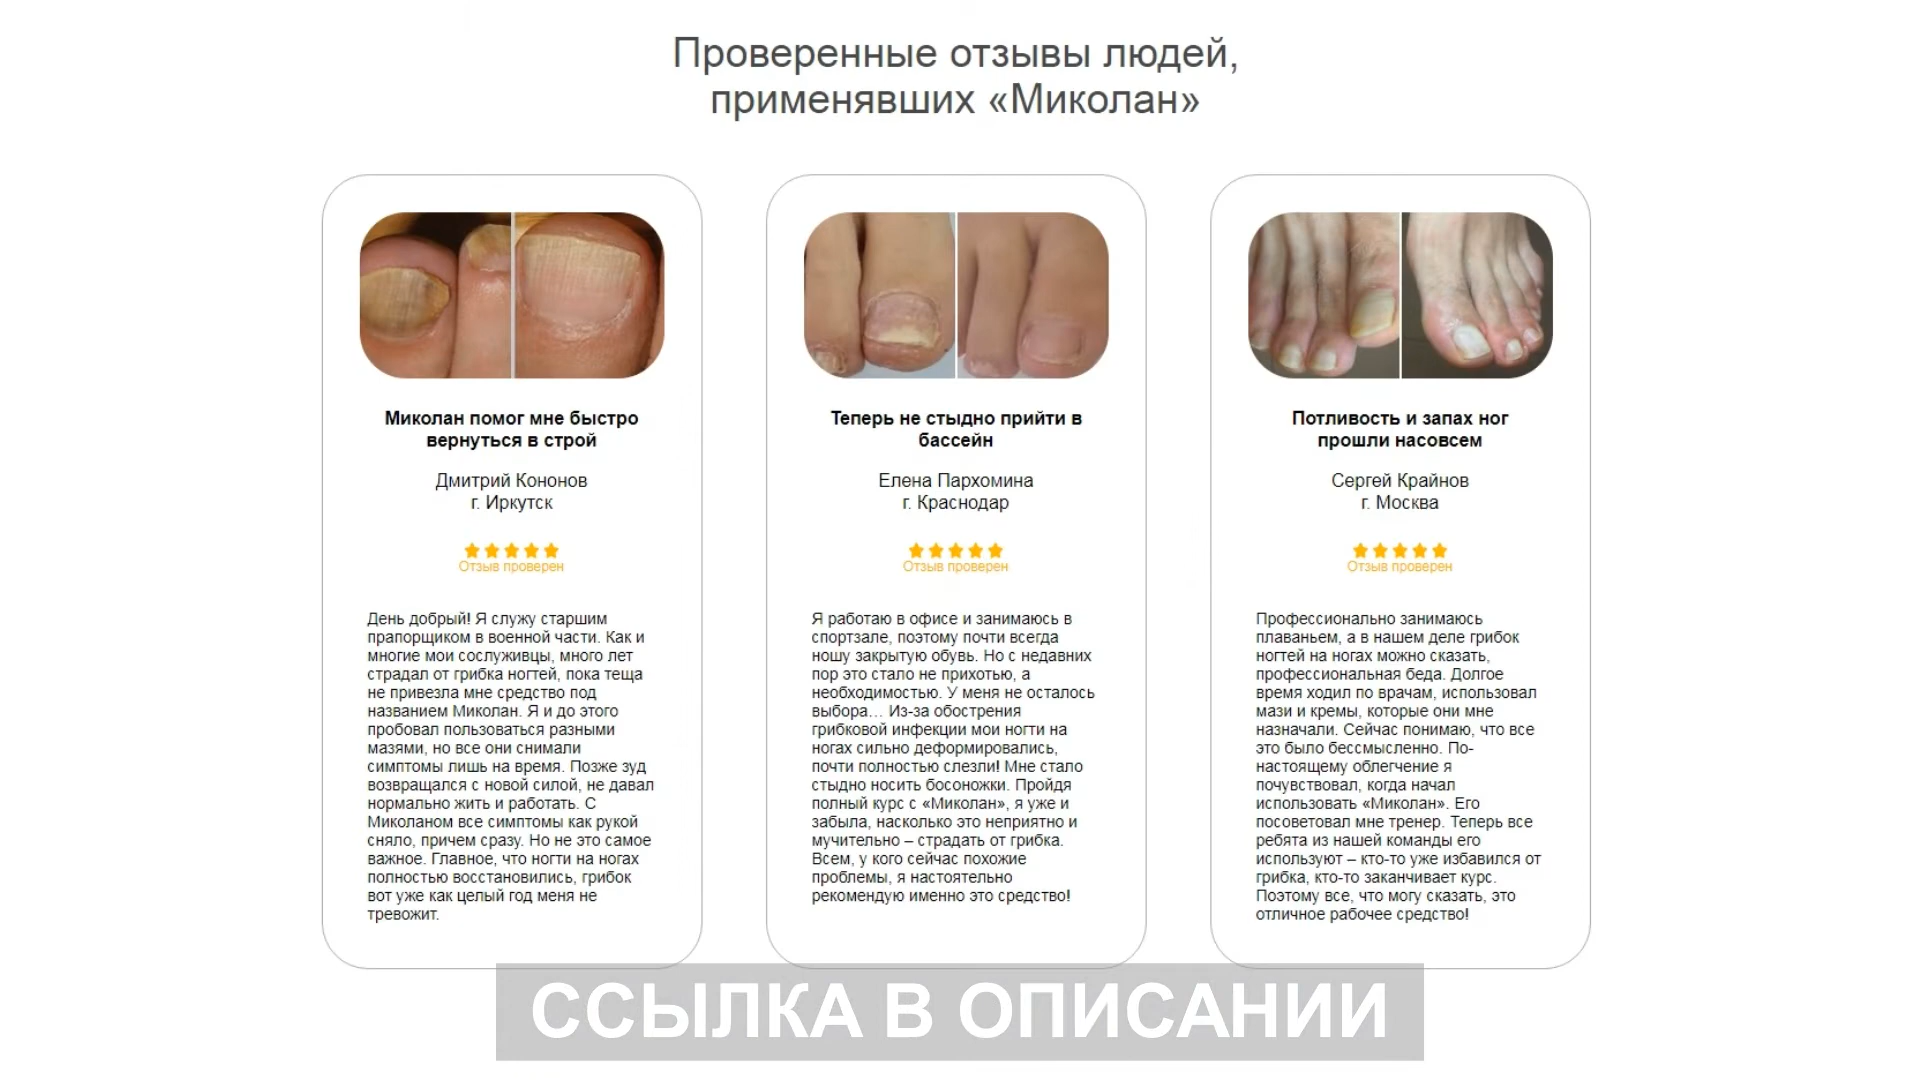 Проверенные отзывы людей,
применявших «Миколан»
Миколан помог мне быстро
вернуться в строй
Дмитрий Кононов
г. Иркутск
Отзыв проверен
День добрый! Я служу старшим
прапорщиком в военной части. Как и
многие мои сослуживцы, много лет
страдал от грибка ногтей, пока теща
не привезла мне средство под
названием Миколан. Я и до этого
пробовал пользоваться разными
мазями, но все они снимали
симптомы лишь на время. Позже зуд
возвращался с новой силой, не давал
нормально жить и работать. С
Миколаном все симптомы как рукой
сняло, причем сразу. Но не это самое
важное. Главное, что ногти на ногах
полностью восстановились, грибок
вот уже как целый год меня не
тревожит.
Теперь не стыдно прийти в
бассейн
Елена Пархомина
г. Краснодар
Отзыв проверен
Я работаю в офисе и занимаюсь в
спортзале, поэтому почти всегда
ношу закрытую обувь. Но с недавних
пор это стало не прихотью, а
необходимостью. У меня не осталось
выбора… Из-за обострения
грибковой инфекции мои ногти на
ногах сильно деформировались,
почти полностью слезли! Мне стало
стыдно носить босоножки. Пройдя
полный курс с «Миколан», я уже и
забыла, насколько это неприятно и
мучительно – страдать от грибка.
Всем, у кого сейчас похожие
проблемы, я настоятельно
рекомендую именно это средство!
Потливость и запах ног
прошли насовсем
Сергей Крайнов
г. Москва
Отзыв проверен
Профессионально занимаюсь
плаваньем, а в нашем деле грибок
ногтей на ногах можно сказать,
профессиональная беда. Долгое
время ходил по врачам, использовал
мази и кремы, которые они мне
назначали. Сейчас понимаю, что все
это было бессмысленно. По-
настоящему облегчение я
почувствовал, когда начал
использовать «Миколан». Его
посоветовал мне тренер. Теперь все
ребята из нашей команды его
используют – кто-то уже избавился от
грибка, кто-то заканчивает курс.
Поэтому все, что могу сказать, это
отличное рабочее средство!
ССЫЛКА В ОПИСАНИИ